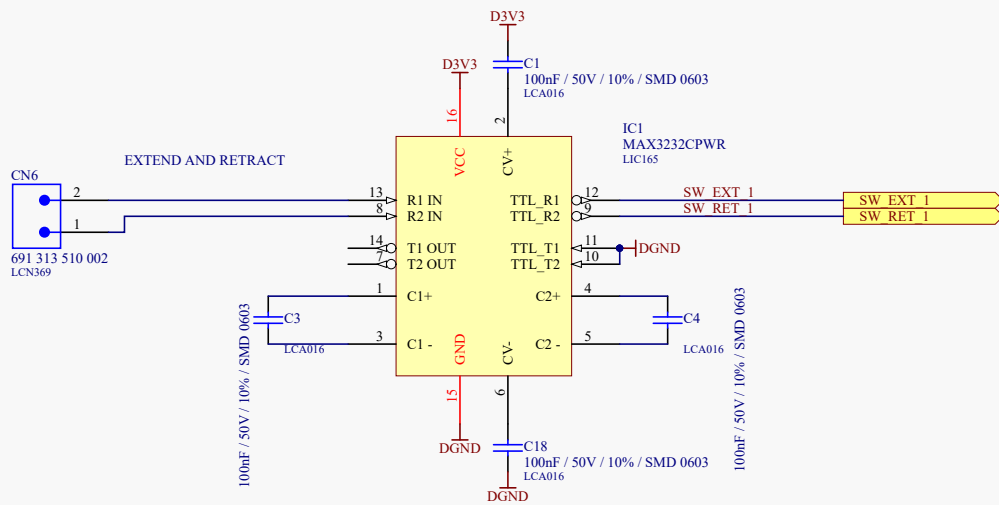 D3V3
D3V3
C1
100nF / 50V / 10% / SMD 0603
LCA016
16
2
VCC
CV+
IC1
MAX3232CPWR
LIC165
EXTEND AND RETRACT
CN6
2
1
691 313 510 002
LCN369
13
R1 IN
8
R2 IN
14
T1 OUT
7
T2 OUT
1
C1+
3
C1 -
TTL_R1
12
SW_EXT_1
SW_EXT_1
TTL_R2
9
SW_RET_1
SW_RET_1
TTL_T1
11
TTL_T2
10
DGND
C2+
4
C2 -
5
C3
LCA016
100nF / 50V / 10% / SMD 0603
C4
LCA016
100nF / 50V / 10% / SMD 0603
GND
CV-
15
6
DGND
C18
100nF / 50V / 10% / SMD 0603
LCA016
DGND